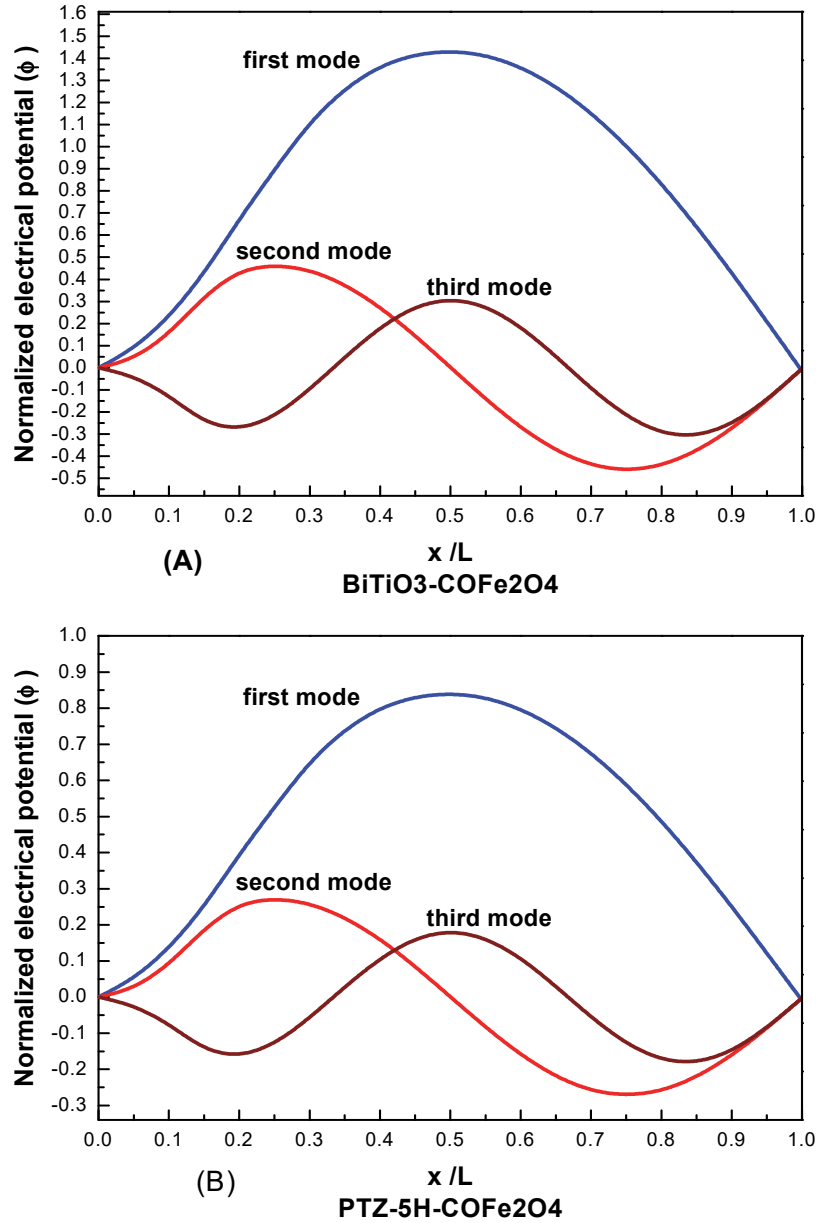 Normalized electrical potential (ϕ )
1.6
1.5
1.4
1.3
1.2
1.1
1.0
0.9
0.8
0.7
0.6
0.5
0.4
0.3
0.2
0.1
0.0
-0.1
-0.2
-0.3
-0.4
-0.5
first mode
second mode
third mode
0.0 0.1 0.2 0.3 0.4 0.5 0.6 0.7 0.8 0.9 1.0
x /L
(A)
BiTiO3-COFe2O4
Normalized electrical potential (ϕ )
1.0
0.9
0.8
0.7
0.6
0.5
0.4
0.3
0.2
0.1
0.0
-0.1
-0.2
-0.3
first mode
second mode
third mode
0.0 0.1 0.2 0.3 0.4 0.5 0.6 0.7 0.8 0.9 1.0
x /L
(B)
PTZ-5H-COFe2O4